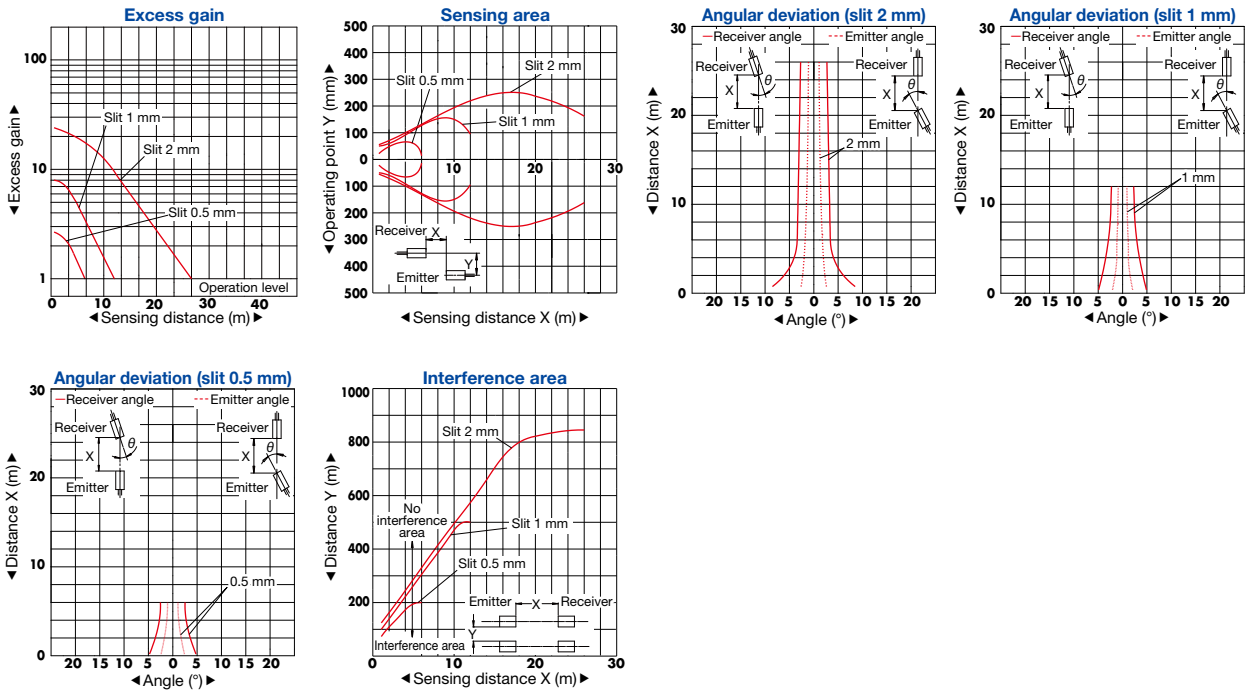 Excess gain
100
10
1
◄Excess gain►
Slit 1 mm
Slit 2 mm
Slit 0.5 mm
Operation level
0 10 20 30 40
◄Sensing distance (m)►
Sensing area
500
400
300
200
100
0
100
200
300
400
500
◄Operating point Y (mm)►
Slit 2 mm
Slit 0.5 mm
Slit 1 mm
10 20 30
Receiver
X
Y
Emitter
◄Sensing distance X (m)►
Angular deviation (slit 2 mm)
30
20
10
0
◄Distance X (m)►
Receiver angle
Emitter angle
Receiver
X
θ
Emitter
Receiver
X
θ
Emitter
2 mm
20 15 10 5 0 5 10 15 20
◄Angle (°)►
Angular deviation (slit 1 mm)
30
20
10
0
◄Distance X (m)►
Receiver angle
Emitter angle
Receiver
X
θ
Emitter
Receiver
X
θ
Emitter
1 mm
20 15 10 5 0 5 10 15 20
◄Angle (°)►
Angular deviation (slit 0.5 mm)
30
20
10
0
◄Distance X (m)►
Receiver angle
Emitter angle
Receiver
X
θ
Emitter
Receiver
X
θ
Emitter
0.5 mm
20 15 10 5 0 5 10 15 20
◄Angle (°)►
Interference area
1000
800
600
400
200
0
◄Distance Y (m)►
Slit 2 mm
No
interference
area
Slit 1 mm
Slit 0.5 mm
Emitter
X
Receiver
Y
Interference area
0 10 20 30
◄Sensing distance X (m)►